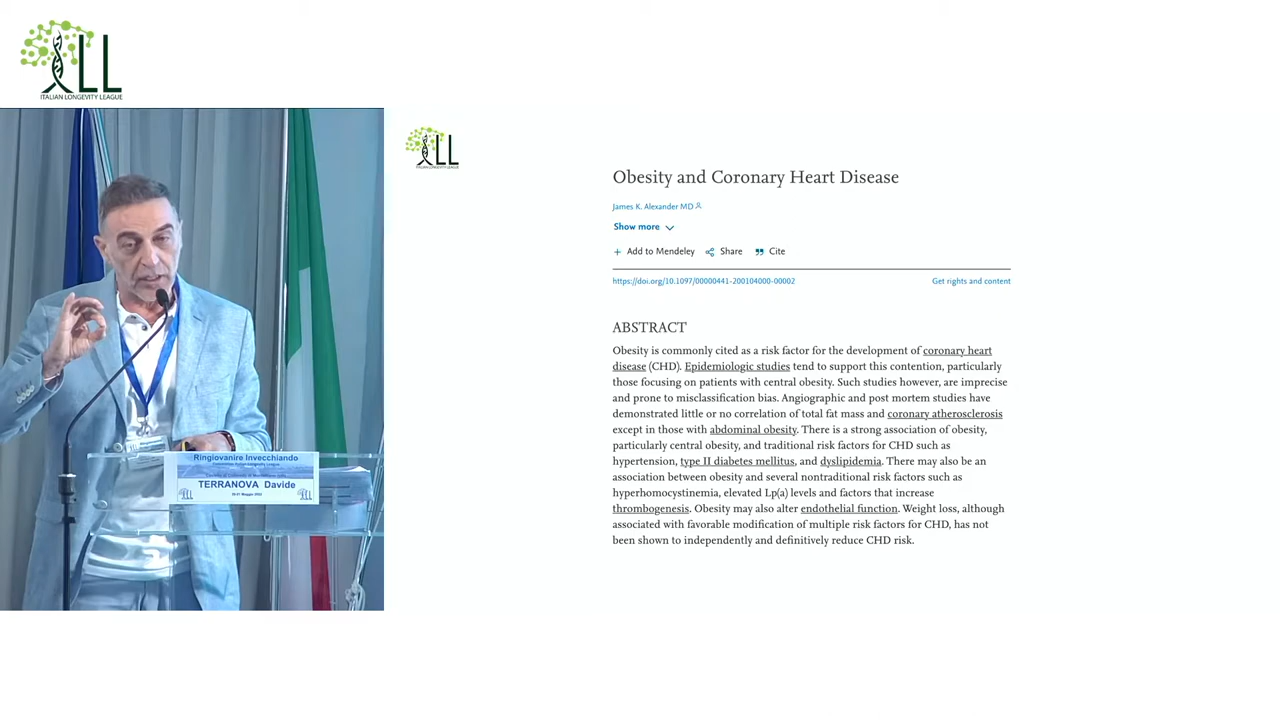 LL
ITALIAN LONGEVITY LEAGUE
LL
ITALIAN LONGEVITY LEAGUE
Obesity and Coronary Heart Disease
James K. Alexander MD
Show more
+ Add to Mendeley Share Cite
https://doi.org/10.1097/00000441-200104000-00002 Get rights and content
ABSTRACT
Obesity is commonly cited as a risk factor for the development of coronary heart
disease (CHD). Epidemiologic studies tend to support this contention, particularly
those focusing on patients with central obesity. Such studies however, are imprecise
and prone to misclassification bias. Angiographic and post mortem studies have
demonstrated little or no correlation of total fat mass and coronary atherosclerosis
except in those with abdominal obesity. There is a strong association of obesity,
particularly central obesity, and traditional risk factors for CHD such as
hypertension, type II diabetes mellitus, and dyslipidemia. There may also be an
association between obesity and several nontraditional risk factors such as
hyperhomocystinemia, elevated Lp(a) levels and factors that increase
thrombogenesis. Obesity may also alter endothelial function. Weight loss, although
associated with favorable modification of multiple risk factors for CHD, has not
been shown to independently and definitively reduce CHD risk.
Ringiovanire Invecchiando
TERRANOVA Davide